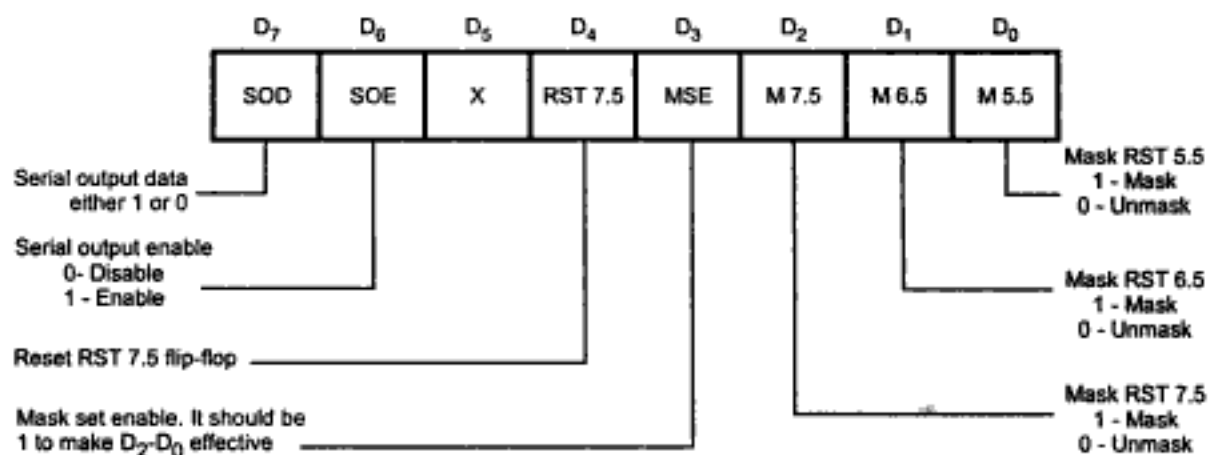 D7 D6 D5 D4 D3 D2 D1 D0
SOD SOE X RST 7.5 MSE M 7.5 M 6.5 M 5.5
Serial output data
either 1 or 0
Serial output enable
0- Disable
1 - Enable
Reset RST 7.5 flip-flop
Mask set enable. It should be
1 to make D2-D0 effective
Mask RST 5.5
1 - Mask
0 - Unmask
Mask RST 6.5
1 - Mask
0 - Unmask
Mask RST 7.5
1 - Mask
0 - Unmask